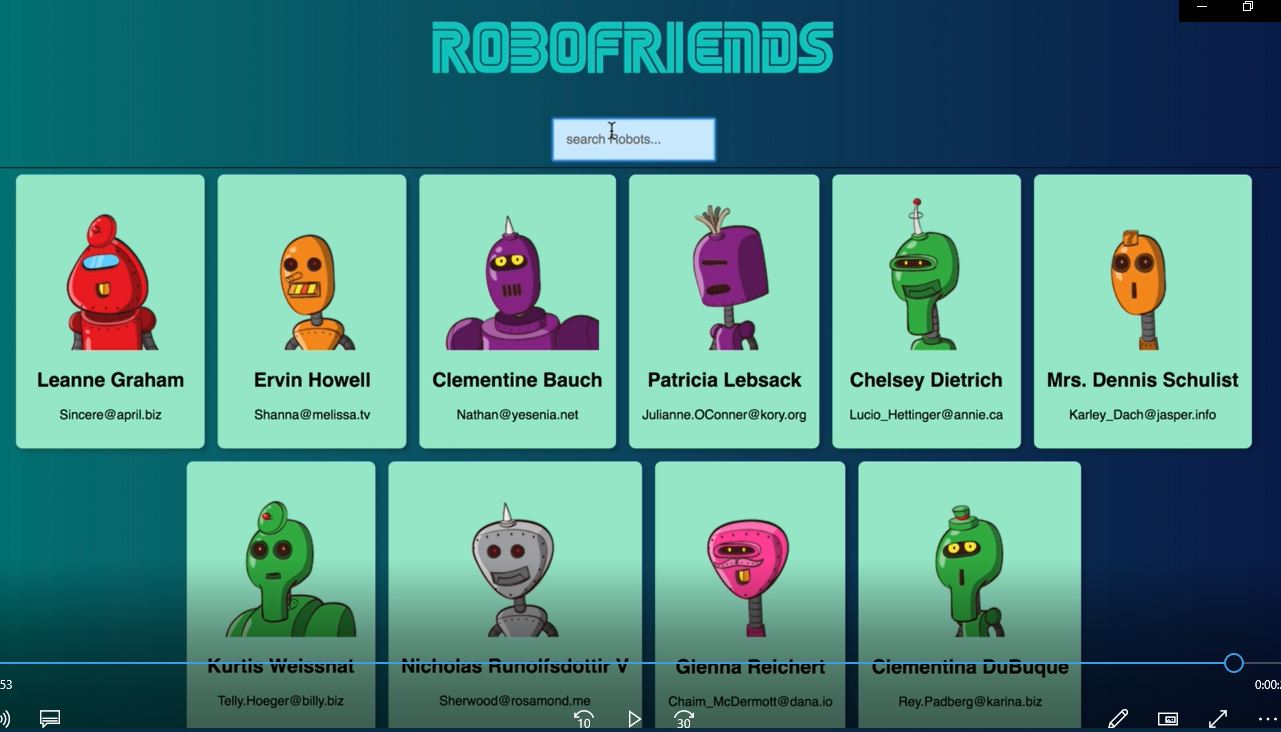 ROBOFRIENDS
search Robots...
Leanne Graham
Sincere@april.biz
Ervin Howell
Shanna@melissa.tv
Clementine Bauch
Nathan@yesenia.net
Patricia Lebsack
Julianne.OConner@kory.org
Chelsey Dietrich
Lucio_Hettinger@annie.ca
Mrs. Dennis Schulist
Karley_Dach@jasper.info
Kurtis Weissnat
Telly.Hoeger@billy.biz
Nicholas Runolfsdottir V
Sherwood@rosamond.me
Glenna Reichert
Chaim_McDermott@dana.io
Clementina DuBuque
Rey.Padberg@karina.biz
53
0:00:
10
30